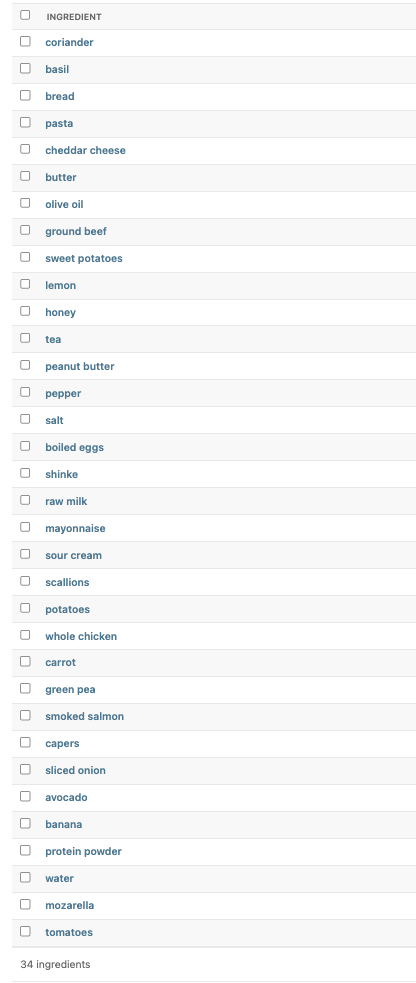 INGREDIENT
coriander
basil
bread
pasta
cheddar cheese
butter
olive oil
ground beef
sweet potatoes
lemon
honey
tea
peanut butter
pepper
salt
boiled eggs
shinke
raw milk
mayonnaise
sour cream
scallions
potatoes
whole chicken
carrot
green pea
smoked salmon
capers
sliced onion
avocado
banana
protein powder
water
mozarella
tomatoes
34 ingredients